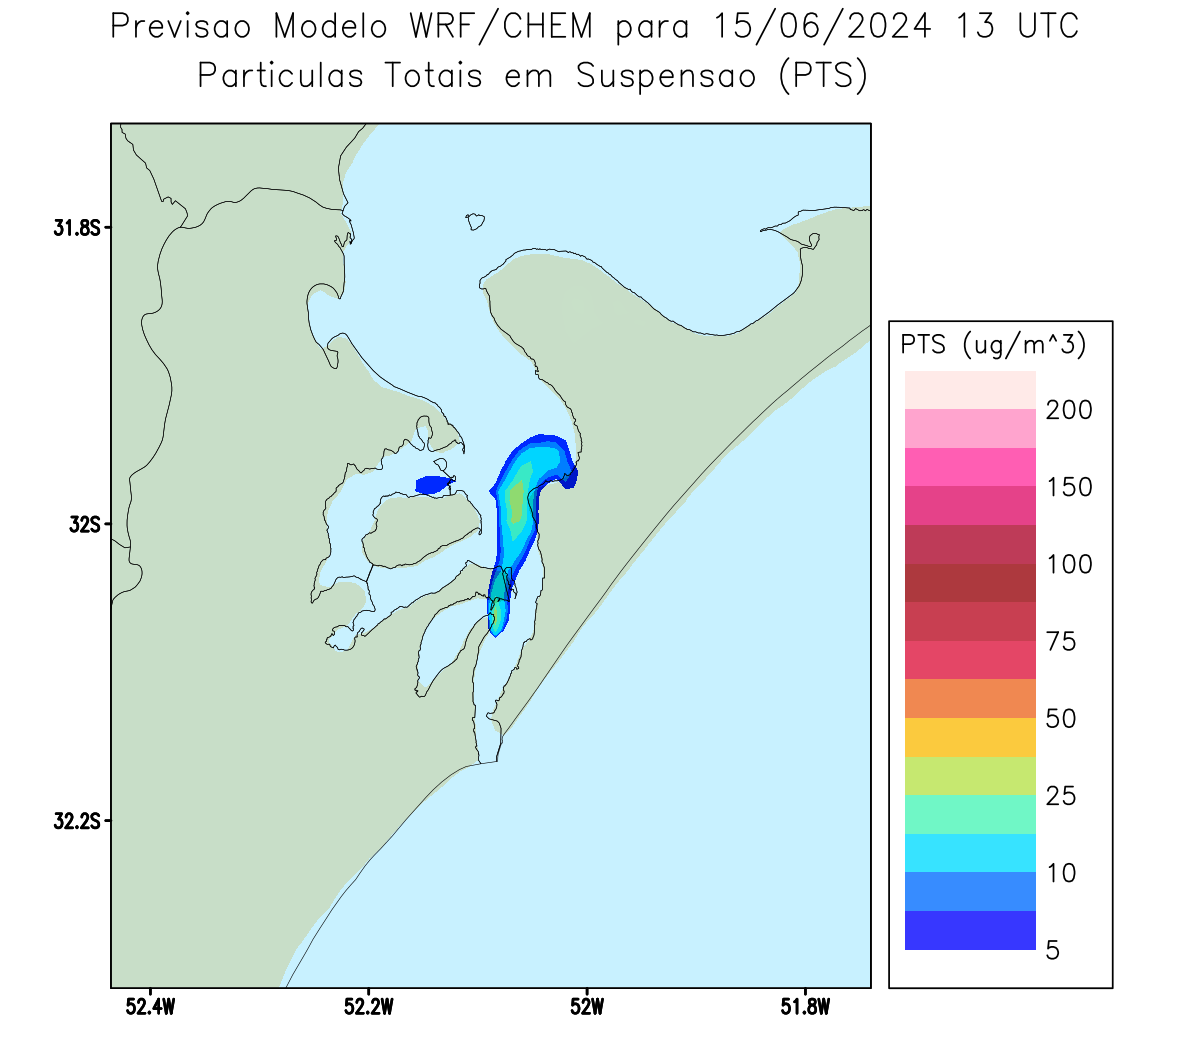 Previsao Modelo WRF/CHEM para 15/06/2024 13 UTC
Particulas Totais em Suspensao (PTS)
31.8S
32S
32.2S
52.4W
52.2W
52W
51.8W
PTS (ug/m^3)
200
150
100
75
50
25
10
5